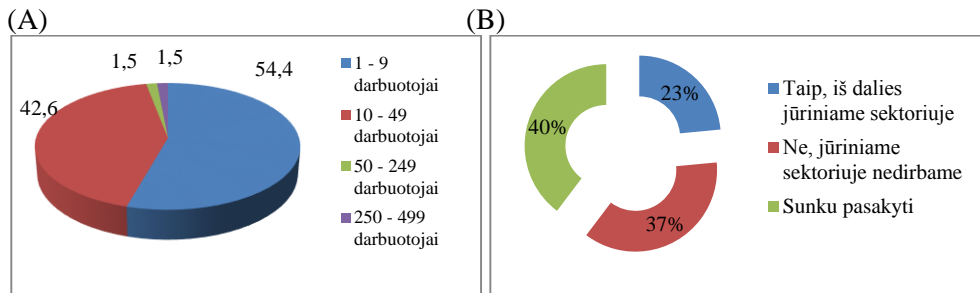 (A)
1,5
1,5
54,4
42,6
1 - 9
darbuotojai
10 - 49
darbuotojai
50 - 249
darbuotojai
250 - 499
darbuotojai
(B)
23%
40%
37%
Taip, iš dalies
jūriniame sektoriuje
Ne, jūriniame
sektoriuje nedirbame
Sunku pasakyti